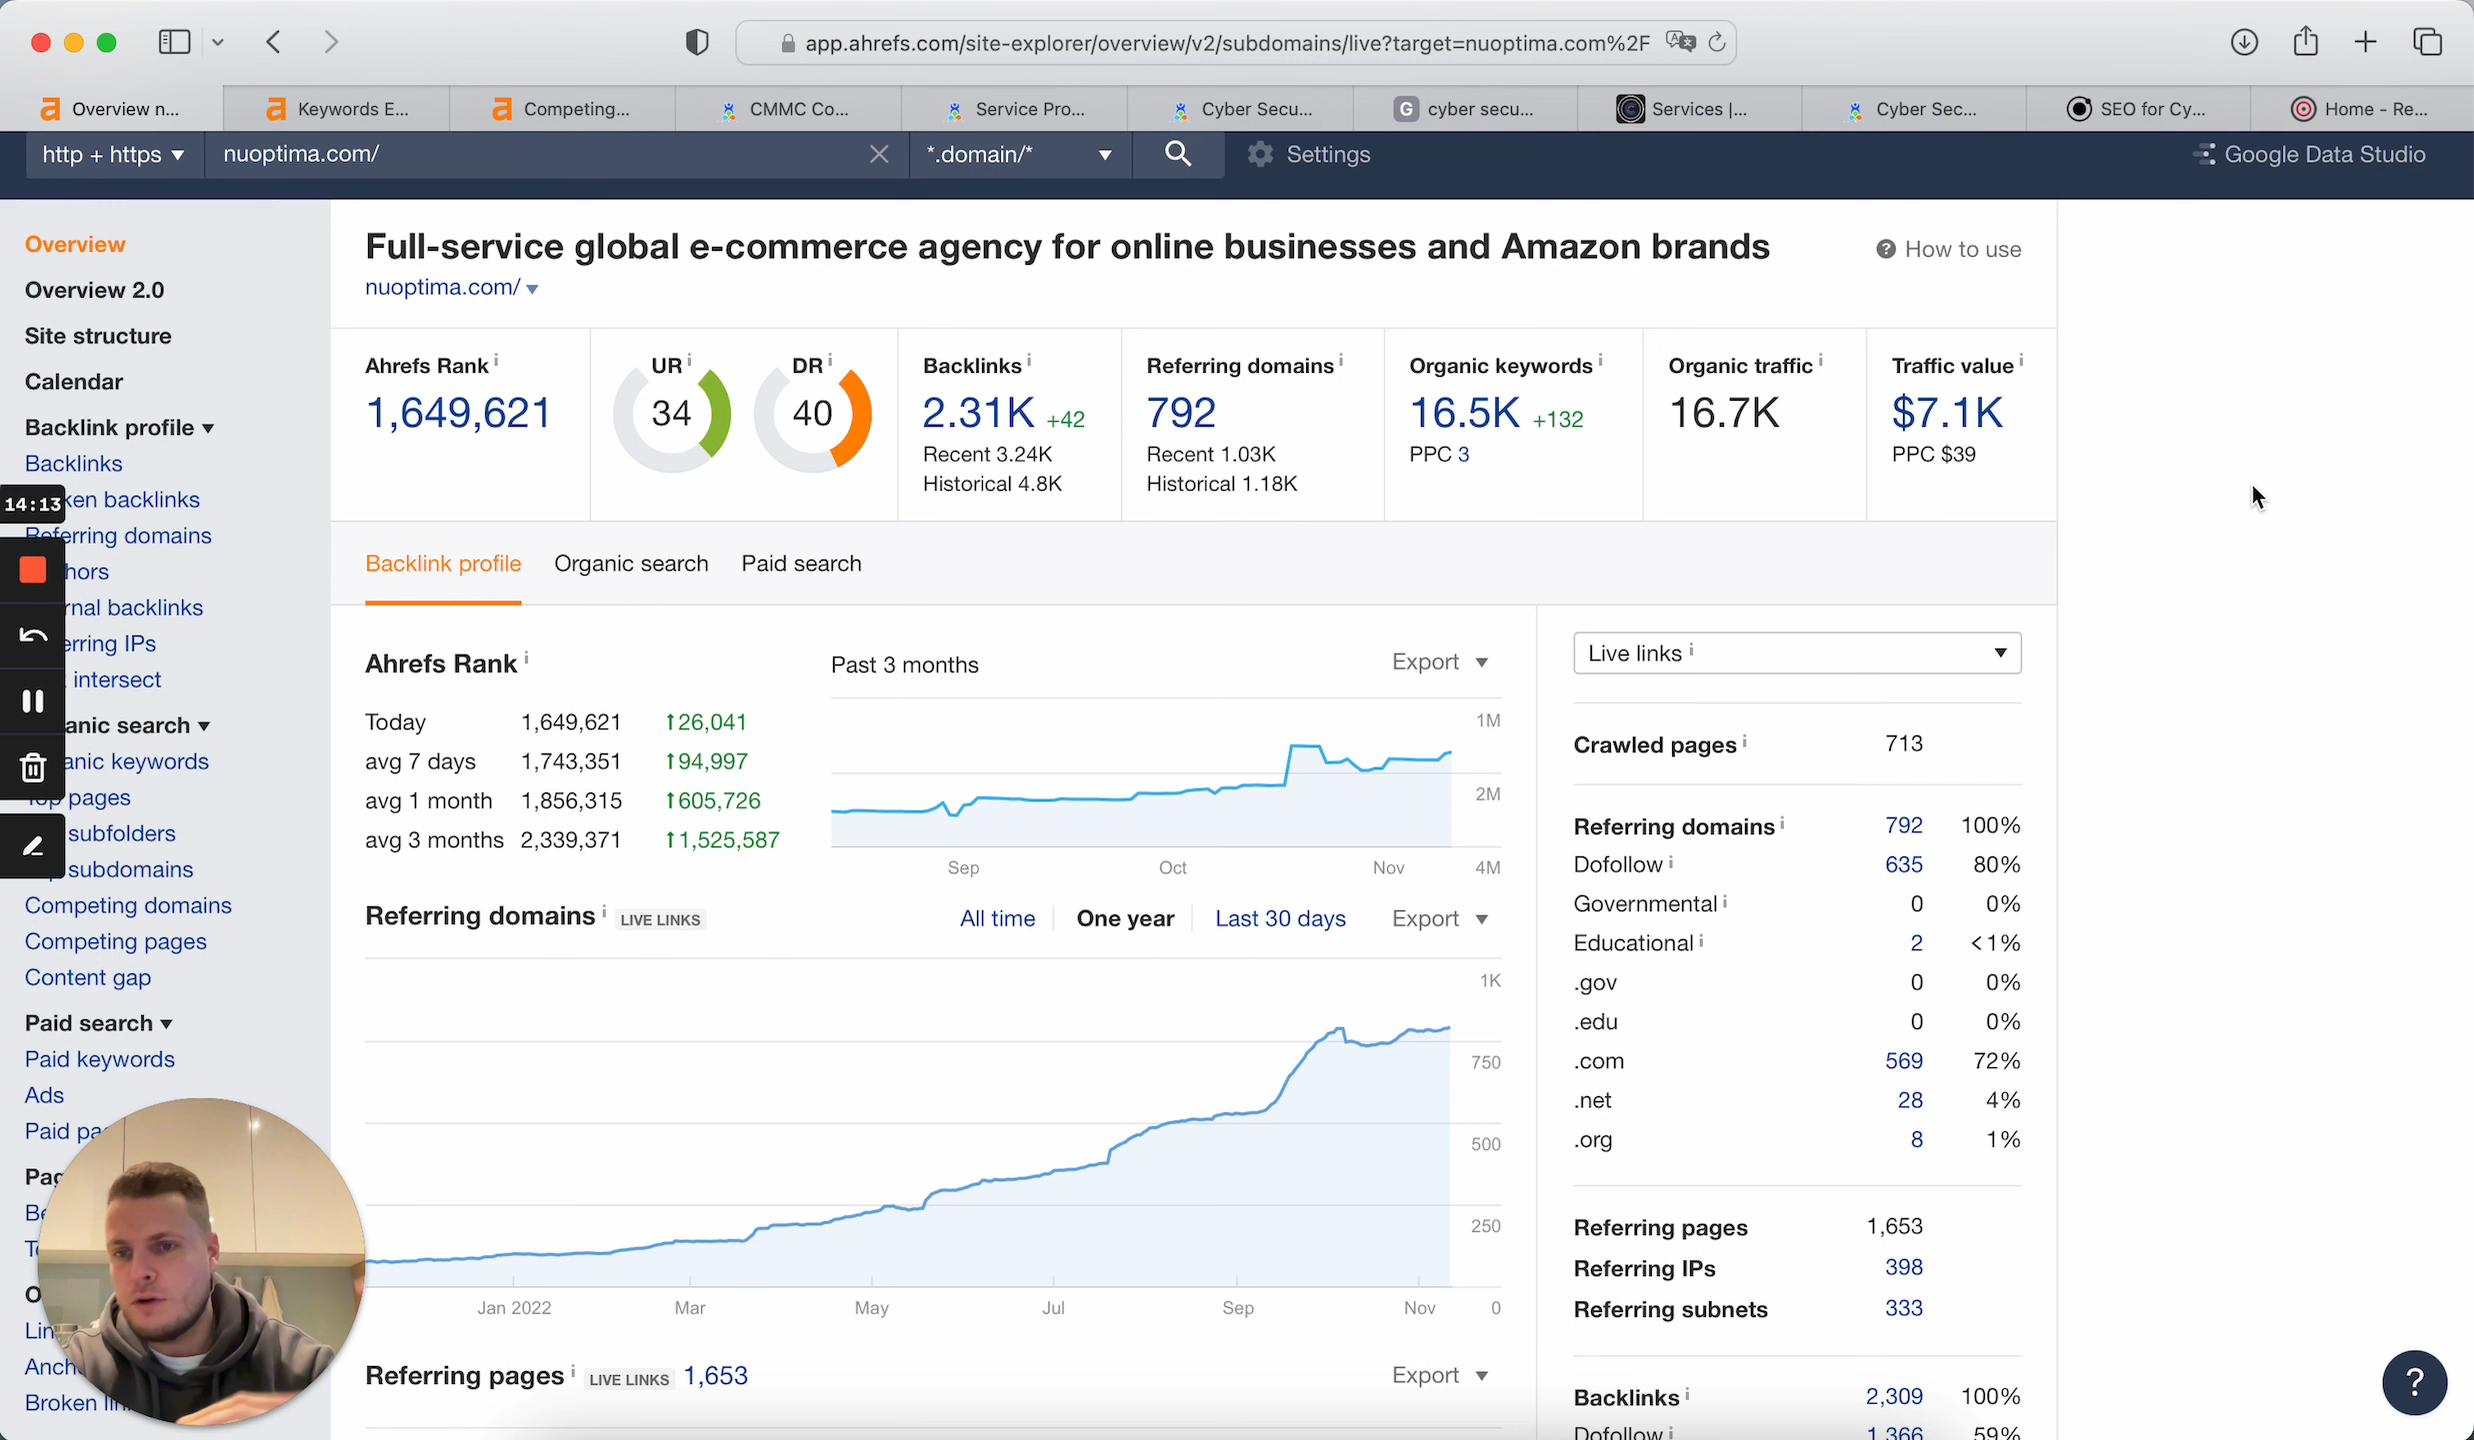 app.ahrefs.com/site-explorer/overview/v2/subdomains/live?target=nuoptima.com%2F
Overview n...
Keywords E...
Competing...
CMMC Co...
Service Pro...
Cyber Secu...
G cyber secu...
Services |...
Cyber Sec...
SEO for Cy...
Home - Re...
http + https
nuoptima.com/
*.domain/*
Settings
Google Data Studio
Overview
Overview 2.0
Site structure
Calendar
Backlink profile
Backlinks
14:13
ken backlinks
Referring domains
hors
rnal backlinks
erring IPs
intersect
anic search
anic keywords
Top pages
subfolders
subdomains
Competing domains
Competing pages
Content gap
Paid search
Paid keywords
Ads
Paid pa
Pag
Be
O
Lin
Anch
Broken lin
Full-service global e-commerce agency for online businesses and Amazon brands
How to use
nuoptima.com/
Ahrefs Rank
1,649,621
UR
34
DR
40
Backlinks
2.31K +42
Recent 3.24K
Historical 4.8K
Referring domains
792
Recent 1.03K
Historical 1.18K
Organic keywords
16.5K +132
PPC 3
Organic traffic
16.7K
Traffic value
$7.1K
PPC $39
Backlink profile
Organic search
Paid search
Ahrefs Rank
Past 3 months
Export
Today 1,649,621 ↑26,041
avg 7 days 1,743,351 ↑94,997
avg 1 month 1,856,315 ↑605,726
avg 3 months 2,339,371 ↑1,525,587
1M
2M
4M
Sep Oct Nov
Referring domains LIVE LINKS
All time One year Last 30 days Export
1K
750
500
250
0
Jan 2022 Mar May Jul Sep Nov
Referring pages LIVE LINKS 1,653
Export
Live links
Crawled pages 713
Referring domains 792 100%
Dofollow 635 80%
Governmental 0 0%
Educational 2 <1%
.gov 0 0%
.edu 0 0%
.com 569 72%
.net 28 4%
.org 8 1%
Referring pages 1,653
Referring IPs 398
Referring subnets 333
Backlinks 2,309 100%
Dofollow 1,366 59%
?